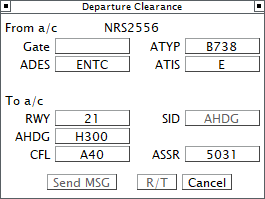 Departure Clearance
From a/c NRS2556
Gate ATYP B738
ADES ENTC ATIS E
To a/c
RWY 21 SID AHDG
AHDG H300
CFL A40 ASSR 5031
Send MSG R/T Cancel